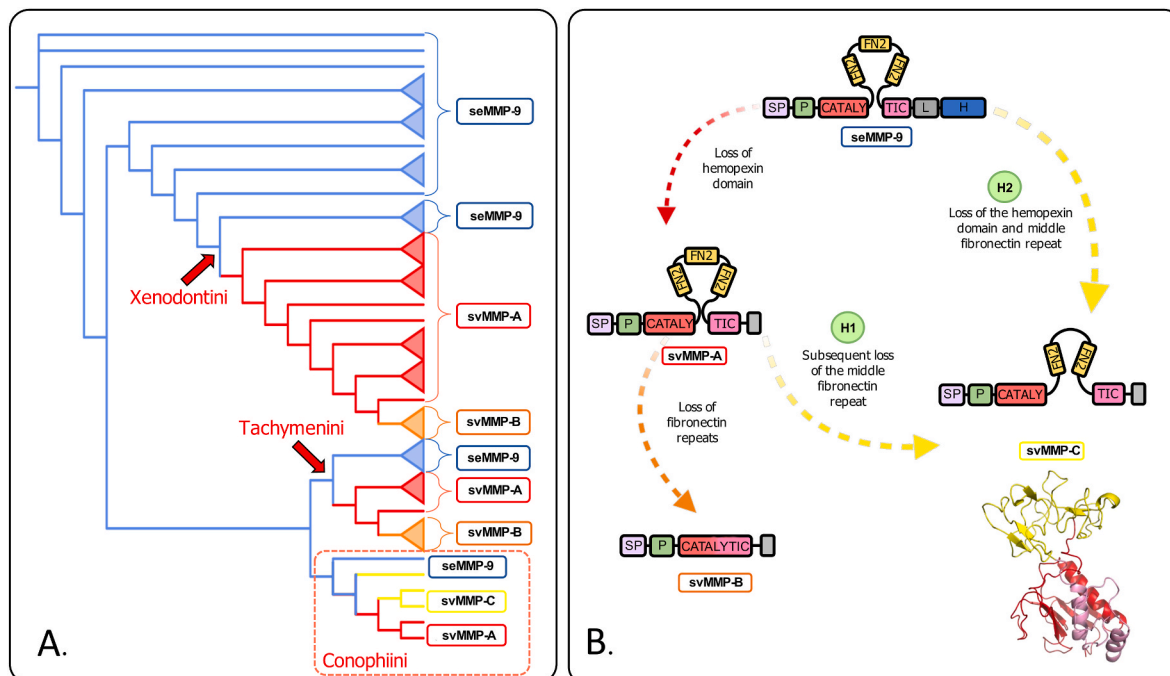 seMMP-9
seMMP-9
Xenodontini
svMMP-A
svMMP-B
Tachymenini
seMMP-9
svMMP-A
svMMP-B
seMMP-9
svMMP-C
svMMP-A
Conophiini
A.
FN2
FN2
FN2
SP
P
CATALY
TIC
L
H
seMMP-9
Loss of
hemopexin
domain
H2
Loss of the hemopexin
domain and middle
fibronectin repeat
FN2
FN2
FN2
SP
P
CATALY
TIC
svMMP-A
H1
Subsequent loss
of the middle
fibronectin
repeat
FN2
FN2
SP
P
CATALY
TIC
svMMP-C
Loss of
fibronectin
repeats
SP
P
CATALYTIC
svMMP-B
B.